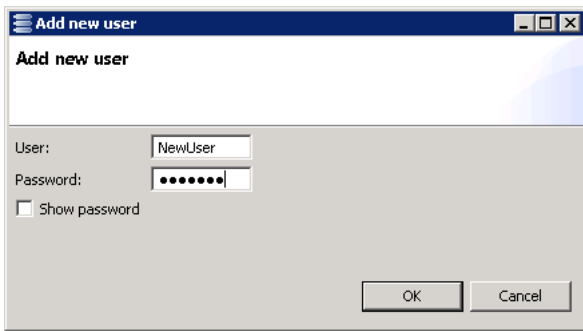 Add new user
Add new user
User: NewUser
Password: ●●●●●●●
Show password
OK Cancel